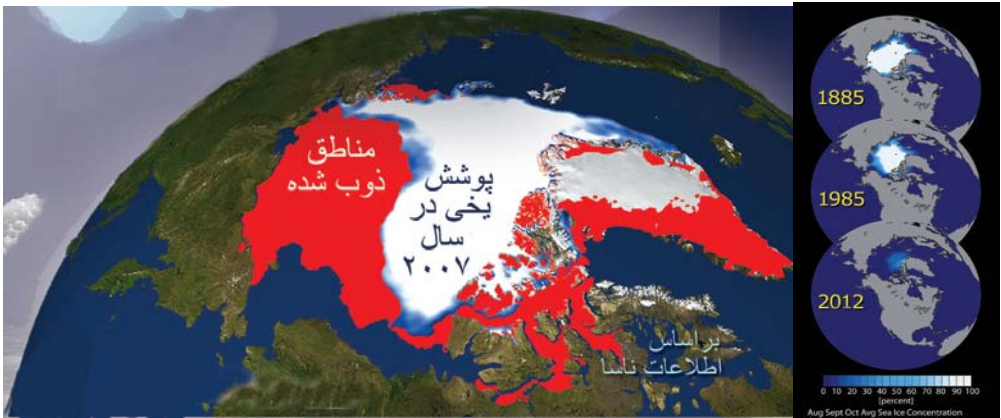 مناطق
ذوب شده
پوشش
یخی در
سال
۲۰۰۷
براساس
اطلاعات ناسا
1885
1985
2012
0 10 20 30 40 50 60 70 80 90 100
[percent]
Aug Sept Oct Avg Sea Ice Concentration